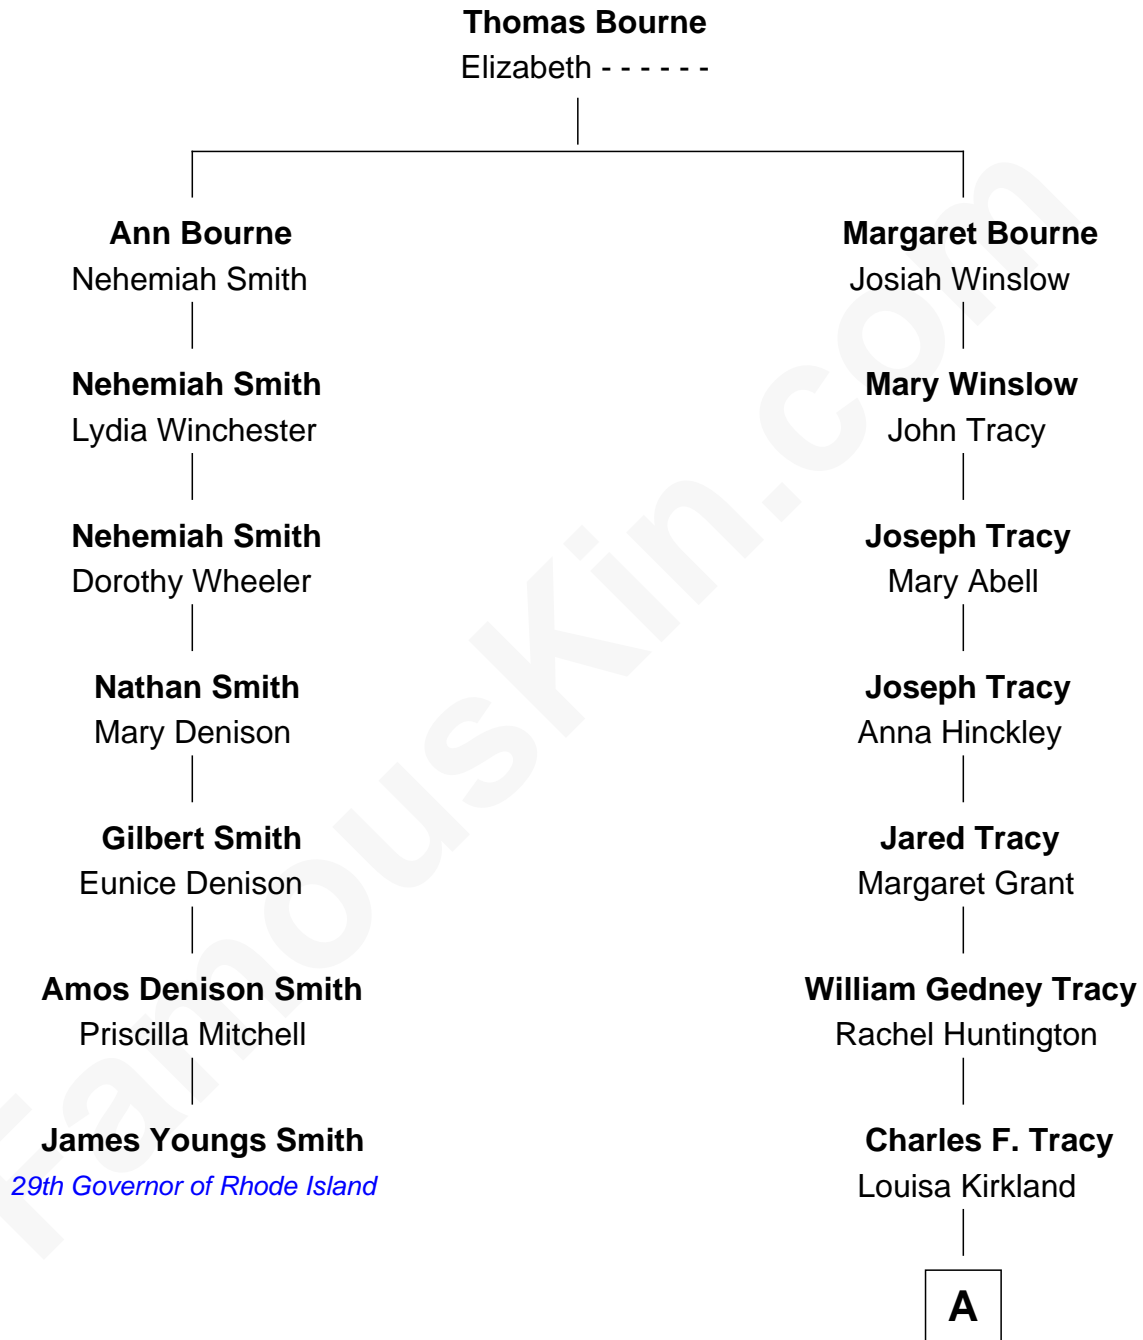 Thomas Bourne
Elizabeth - - - - - -
Ann Bourne
Nehemiah Smith
Margaret Bourne
Josiah Winslow
Nehemiah Smith
Lydia Winchester
Mary Winslow
John Tracy
Nehemiah Smith
Dorothy Wheeler
Joseph Tracy
Mary Abell
Nathan Smith
Mary Denison
Joseph Tracy
Anna Hinckley
Gilbert Smith
Eunice Denison
Jared Tracy
Margaret Grant
Amos Denison Smith
Priscilla Mitchell
William Gedney Tracy
Rachel Huntington
James Youngs Smith
29th Governor of Rhode Island
Charles F. Tracy
Louisa Kirkland
A
FamousKin.com